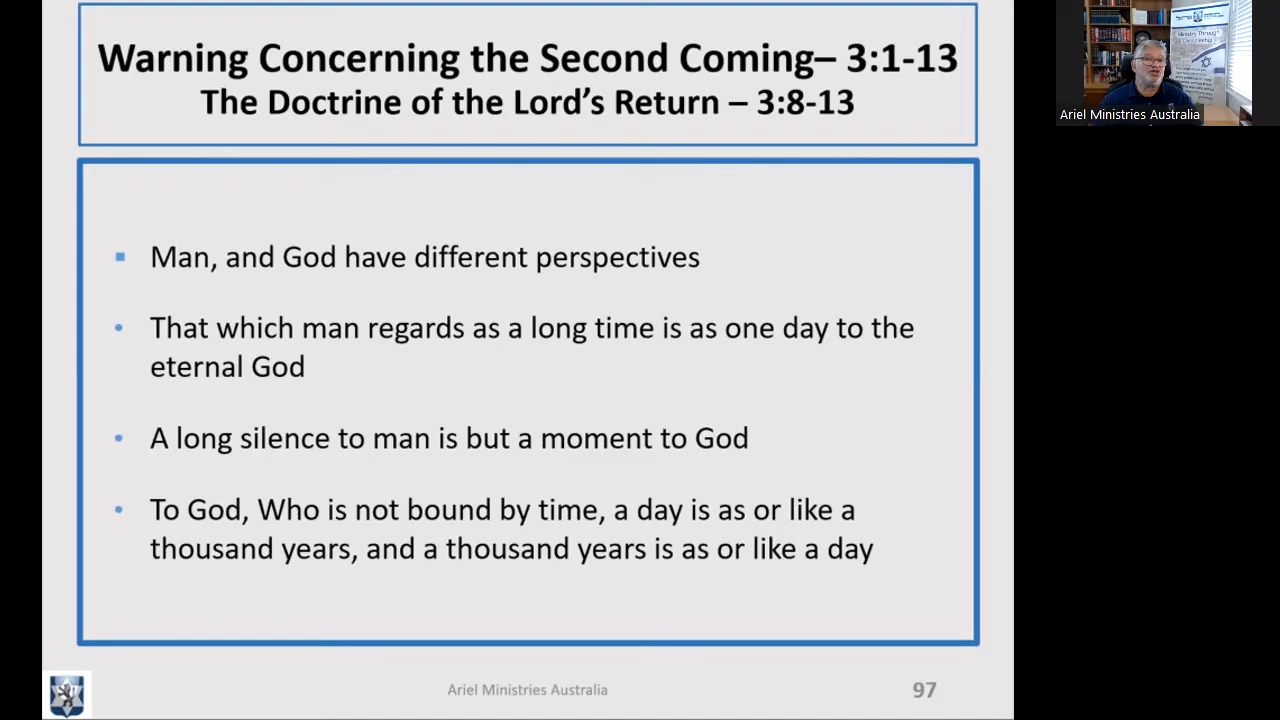 Warning Concerning the Second Coming– 3:1-13
The Doctrine of the Lord's Return – 3:8-13
Man, and God have different perspectives
That which man regards as a long time is as one day to the
eternal God
A long silence to man is but a moment to God
To God, Who is not bound by time, a day is as or like a
thousand years, and a thousand years is as or like a day
Ariel Ministries Australia
97
Ministry Through
Discipleship
Ariel Ministries Australia